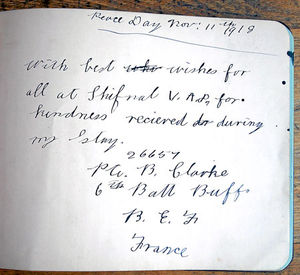 Peace Day Nov: 11th 1918
With best wishes for
all at Shifnal V.A.D, for
kindness recieved during
my stay.
26657
Pte. B. Clarke
6th Batt Buffs
B. E. F
France